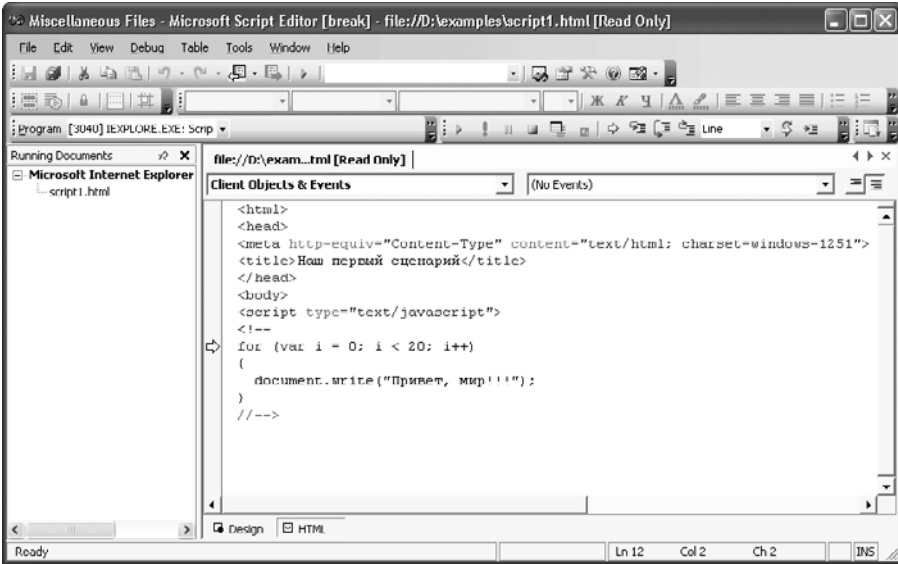 Miscellaneous Files - Microsoft Script Editor [break] - file://D:\examples\script1.html [Read Only]
File Edit View Debug Table Tools Window Help
Ж К Ч
Program [3040] IEXPLORE.EXE: Scrip Line
Running Documents
Microsoft Internet Explorer
script1.html
file://D:\exam...tml [Read Only]
Client Objects & Events (No Events)
<html>
<head>
<meta http-equiv="Content-Type" content="text/html; charset=windows-1251">
<title>Наш первый сценарий</title>
</head>
<body>
<script type="text/javascript">
<!--
for (var i = 0; i < 20; i++)
{
document.write("Привет, мир!!!");
}
//-->
Design HTML
Ready Ln 12 Col 2 Ch 2 INS